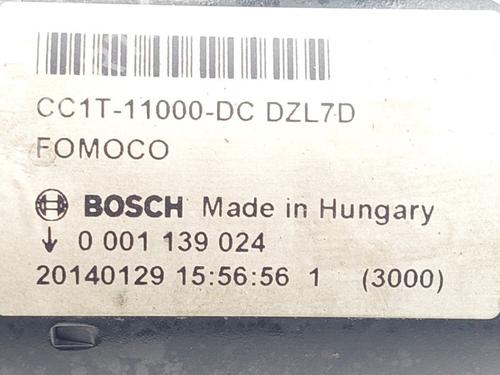 CC1T-11000-DC DZL7D
FOMOCO
BOSCH Made in Hungary
↓ 0 001 139 024
20140129 15:56:56 1 (3000)